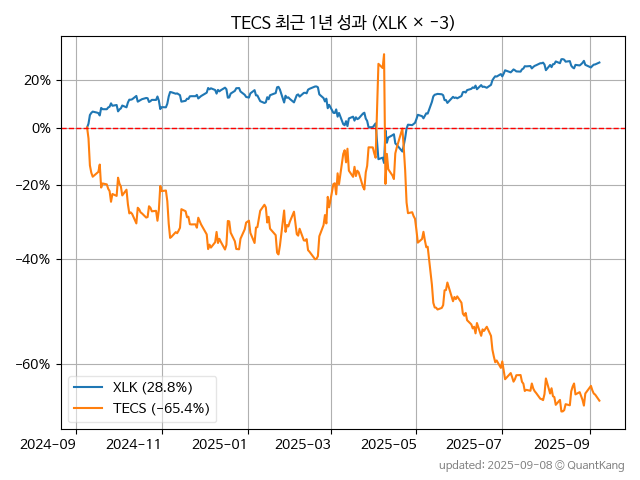 TECS 최근 1년 성과 (XLK × −3)
20%
0%
−20%
−40%
−60%
XLK (28.8%)
TECS (−65.4%)
2024−09 2024−11 2025−01 2025−03 2025−05 2025−07 2025−09
updated: 2025−09−08 © QuantKang